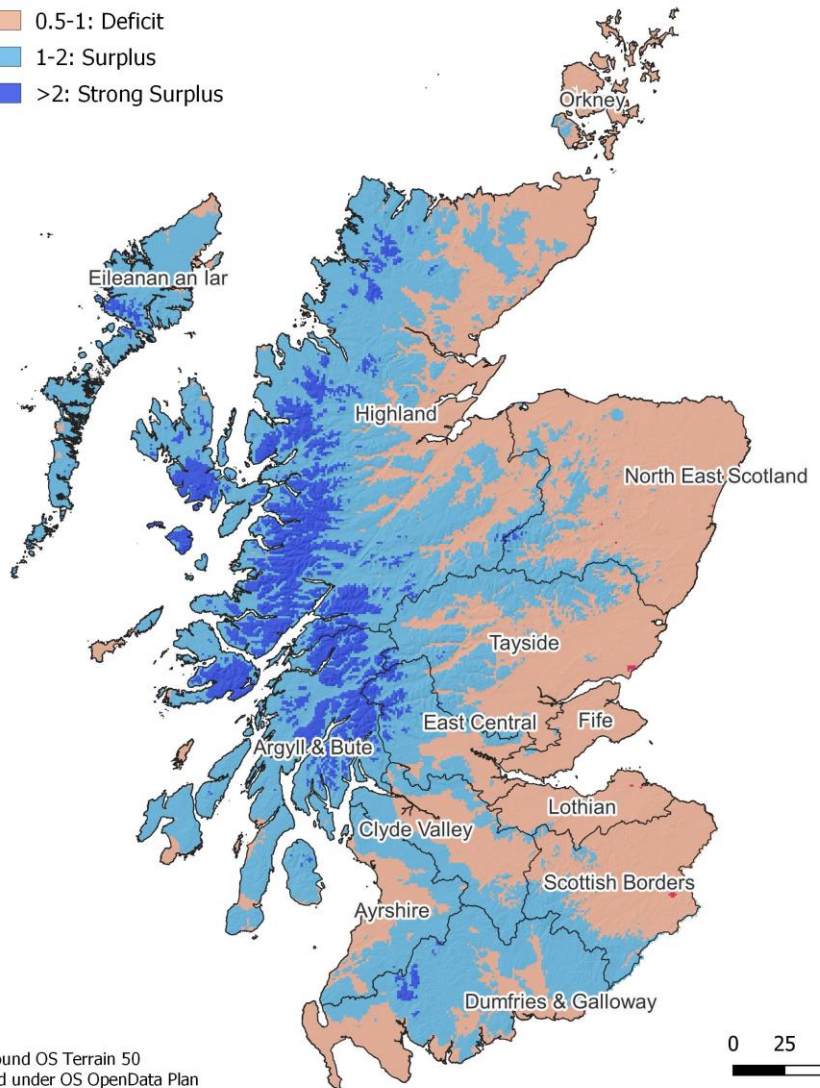 0.5-1: Deficit
1-2: Surplus
>2: Strong Surplus
Orkney
Eileanan an Iar
Highland
North East Scotland
Tayside
East Central
Fife
Argyll & Bute
Lothian
Clyde Valley
Scottish Borders
Ayrshire
Dumfries & Galloway
0 25
ound OS Terrain 50
d under OS OpenData Plan